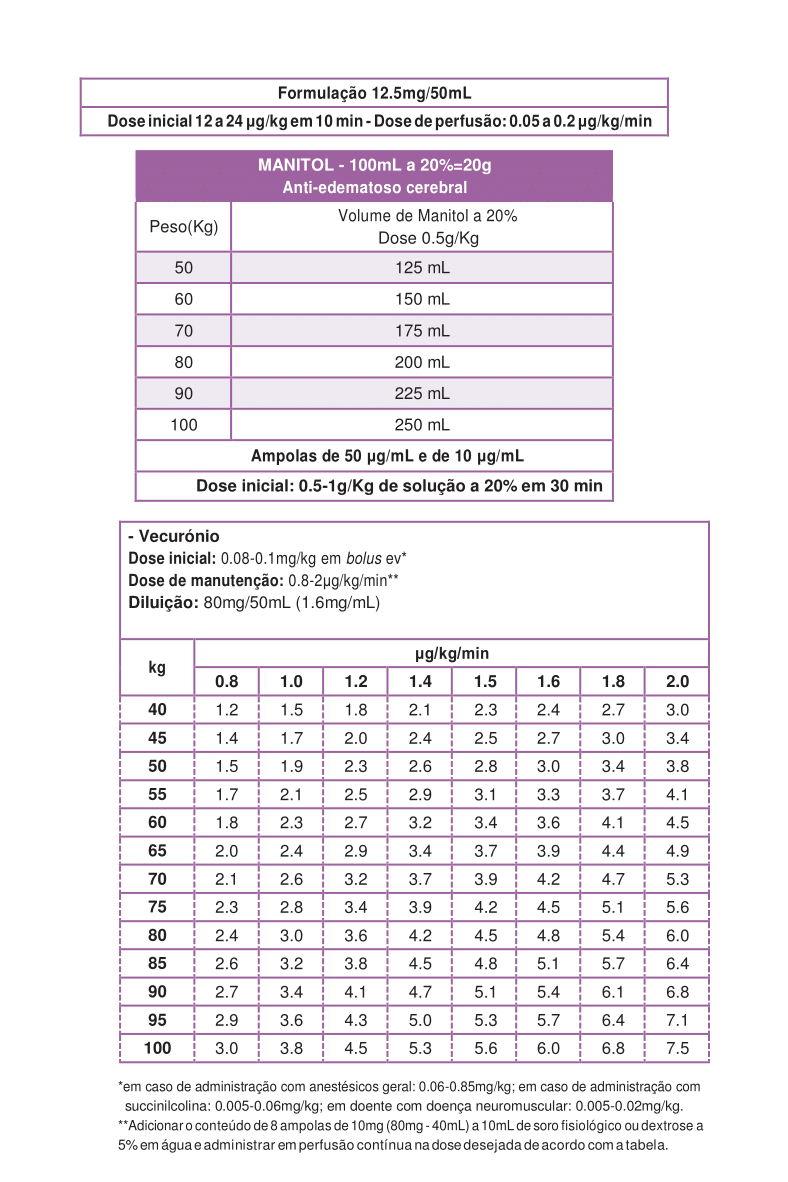 Formulação 12.5mg/50mL
Dose inicial 12 a 24 µg/kg em 10 min - Dose de perfusão: 0.05 a 0.2 µg/kg/min
MANITOL - 100mL a 20%=20g
Anti-edematoso cerebral
Peso(Kg)
Volume de Manitol a 20%
Dose 0.5g/Kg
50 125 mL
60 150 mL
70 175 mL
80 200 mL
90 225 mL
100 250 mL
Ampolas de 50 µg/mL e de 10 µg/mL
Dose inicial: 0.5-1g/Kg de solução a 20% em 30 min
- Vecurónio
Dose inicial: 0.08-0.1mg/kg em bolus ev*
Dose de manutenção: 0.8-2µg/kg/min**
Diluição: 80mg/50mL (1.6mg/mL)
kg
µg/kg/min
0.8 1.0 1.2 1.4 1.5 1.6 1.8 2.0
40 1.2 1.5 1.8 2.1 2.3 2.4 2.7 3.0
45 1.4 1.7 2.0 2.4 2.5 2.7 3.0 3.4
50 1.5 1.9 2.3 2.6 2.8 3.0 3.4 3.8
55 1.7 2.1 2.5 2.9 3.1 3.3 3.7 4.1
60 1.8 2.3 2.7 3.2 3.4 3.6 4.1 4.5
65 2.0 2.4 2.9 3.4 3.7 3.9 4.4 4.9
70 2.1 2.6 3.2 3.7 3.9 4.2 4.7 5.3
75 2.3 2.8 3.4 3.9 4.2 4.5 5.1 5.6
80 2.4 3.0 3.6 4.2 4.5 4.8 5.4 6.0
85 2.6 3.2 3.8 4.5 4.8 5.1 5.7 6.4
90 2.7 3.4 4.1 4.7 5.1 5.4 6.1 6.8
95 2.9 3.6 4.3 5.0 5.3 5.7 6.4 7.1
100 3.0 3.8 4.5 5.3 5.6 6.0 6.8 7.5
*em caso de administração com anestésicos geral: 0.06-0.85mg/kg; em caso de administração com
succinilcolina: 0.005-0.06mg/kg; em doente com doença neuromuscular: 0.005-0.02mg/kg.
**Adicionar o conteúdo de 8 ampolas de 10mg (80mg - 40mL) a 10mL de soro fisiológico ou dextrose a
5% em água e administrar em perfusão contínua na dose desejada de acordo com a tabela.